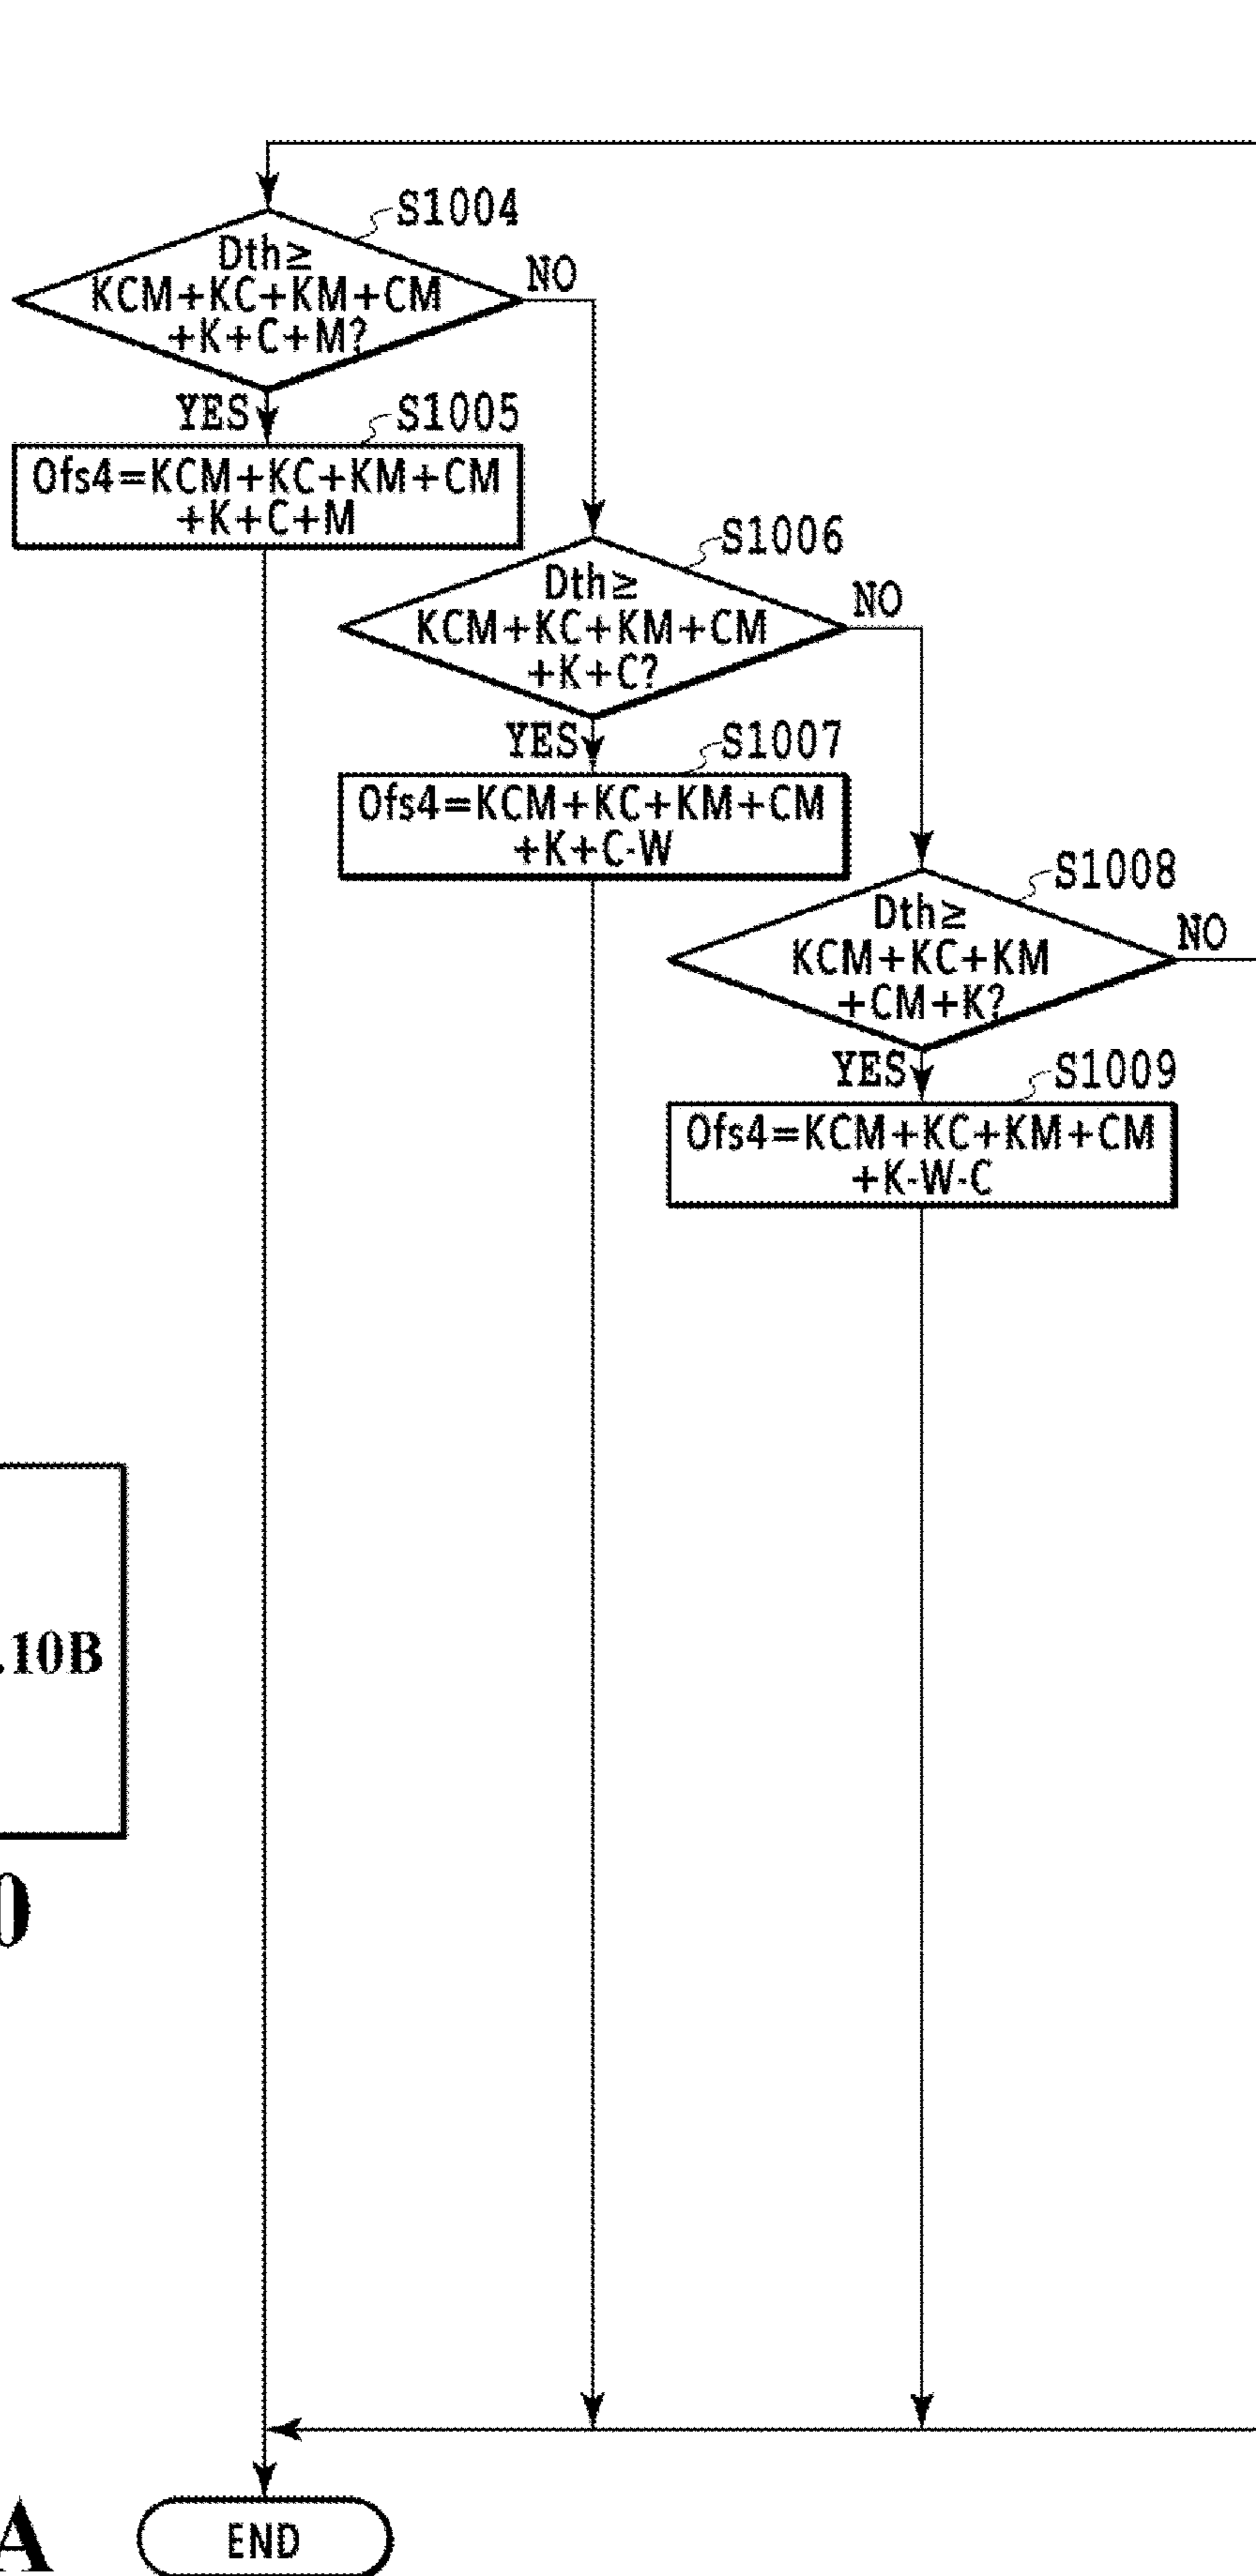 S1004
Dth≥
KCM+KC+KM+CM
+K+C+M?
NO
YES
S1005
Ofs4=KCM+KC+KM+CM
+K+C+M
S1006
Dth≥
KCM+KC+KM+CM
+K+C?
NO
YES
S1007
Ofs4=KCM+KC+KM+CM
+K+C-W
S1008
Dth≥
KCM+KC+KM
+CM+K?
NO
YES
S1009
Ofs4=KCM+KC+KM+CM
+K-W-C
.10B
0
A
END